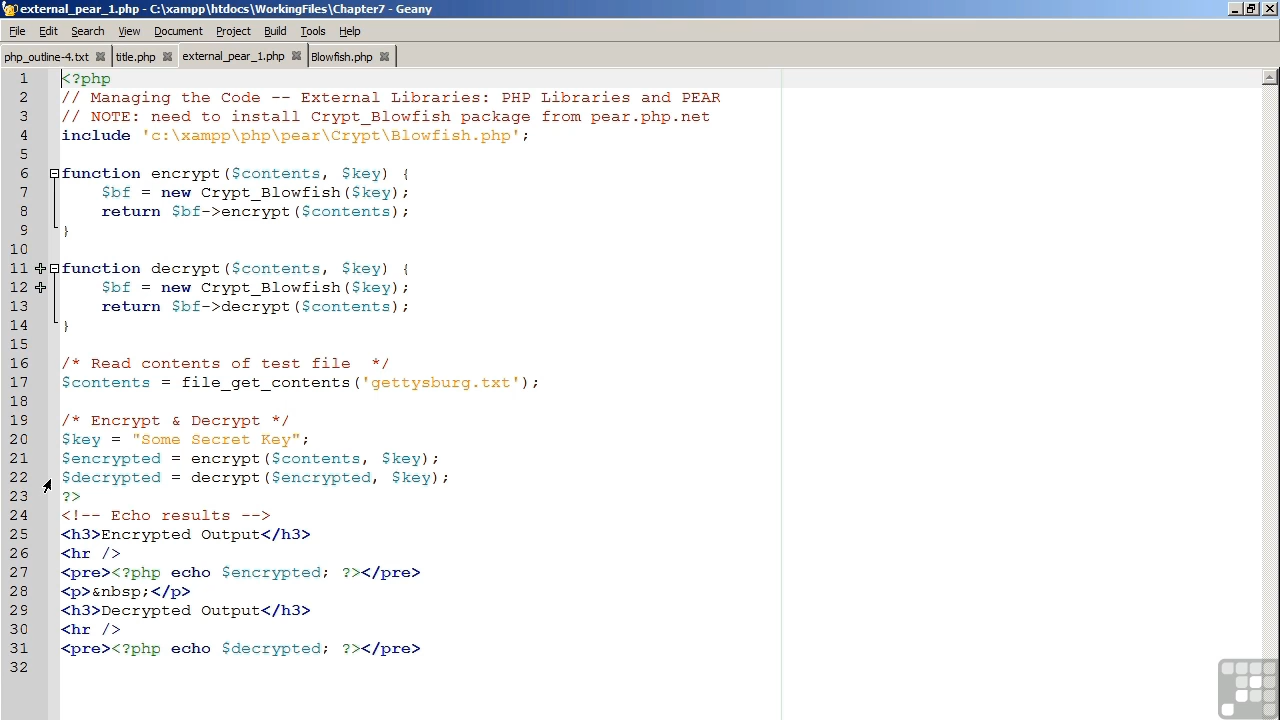 external_pear_1.php - C:\xampp\htdocs\WorkingFiles\Chapter7 - Geany
File Edit Search View Document Project Build Tools Help
php_outline-4.txt title.php external_pear_1.php Blowfish.php
1 <?php
2 // Managing the Code -- External Libraries: PHP Libraries and PEAR
3 // NOTE: need to install Crypt_Blowfish package from pear.php.net
4 include 'c:\xampp\php\pear\Crypt\Blowfish.php';
5
6 function encrypt($contents, $key) {
7     $bf = new Crypt_Blowfish($key);
8     return $bf->encrypt($contents);
9 }
10
11 function decrypt($contents, $key) {
12     $bf = new Crypt_Blowfish($key);
13     return $bf->decrypt($contents);
14 }
15
16 /* Read contents of test file  */
17 $contents = file_get_contents('gettysburg.txt');
18
19 /* Encrypt & Decrypt */
20 $key = "Some Secret Key";
21 $encrypted = encrypt($contents, $key);
22 $decrypted = decrypt($encrypted, $key);
23 ?>
24 <!-- Echo results -->
25 <h3>Encrypted Output</h3>
26 <hr />
27 <pre><?php echo $encrypted; ?></pre>
28 <p>&nbsp;</p>
29 <h3>Decrypted Output</h3>
30 <hr />
31 <pre><?php echo $decrypted; ?></pre>
32